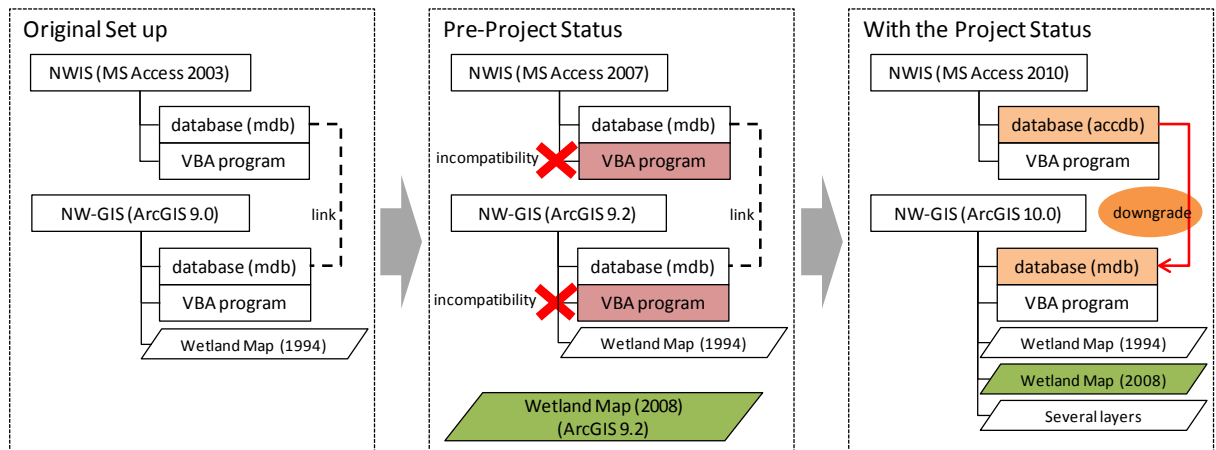 Original Set up
NWIS (MS Access 2003)
database (mdb)
VBA program
link
NW-GIS (ArcGIS 9.0)
database (mdb)
VBA program
Wetland Map (1994)
Pre-Project Status
NWIS (MS Access 2007)
database (mdb)
incompatibility
VBA program
link
NW-GIS (ArcGIS 9.2)
database (mdb)
incompatibility
VBA program
Wetland Map (1994)
Wetland Map (2008)
(ArcGIS 9.2)
With the Project Status
NWIS (MS Access 2010)
database (accdb)
VBA program
NW-GIS (ArcGIS 10.0)
downgrade
database (mdb)
VBA program
Wetland Map (1994)
Wetland Map (2008)
Several layers